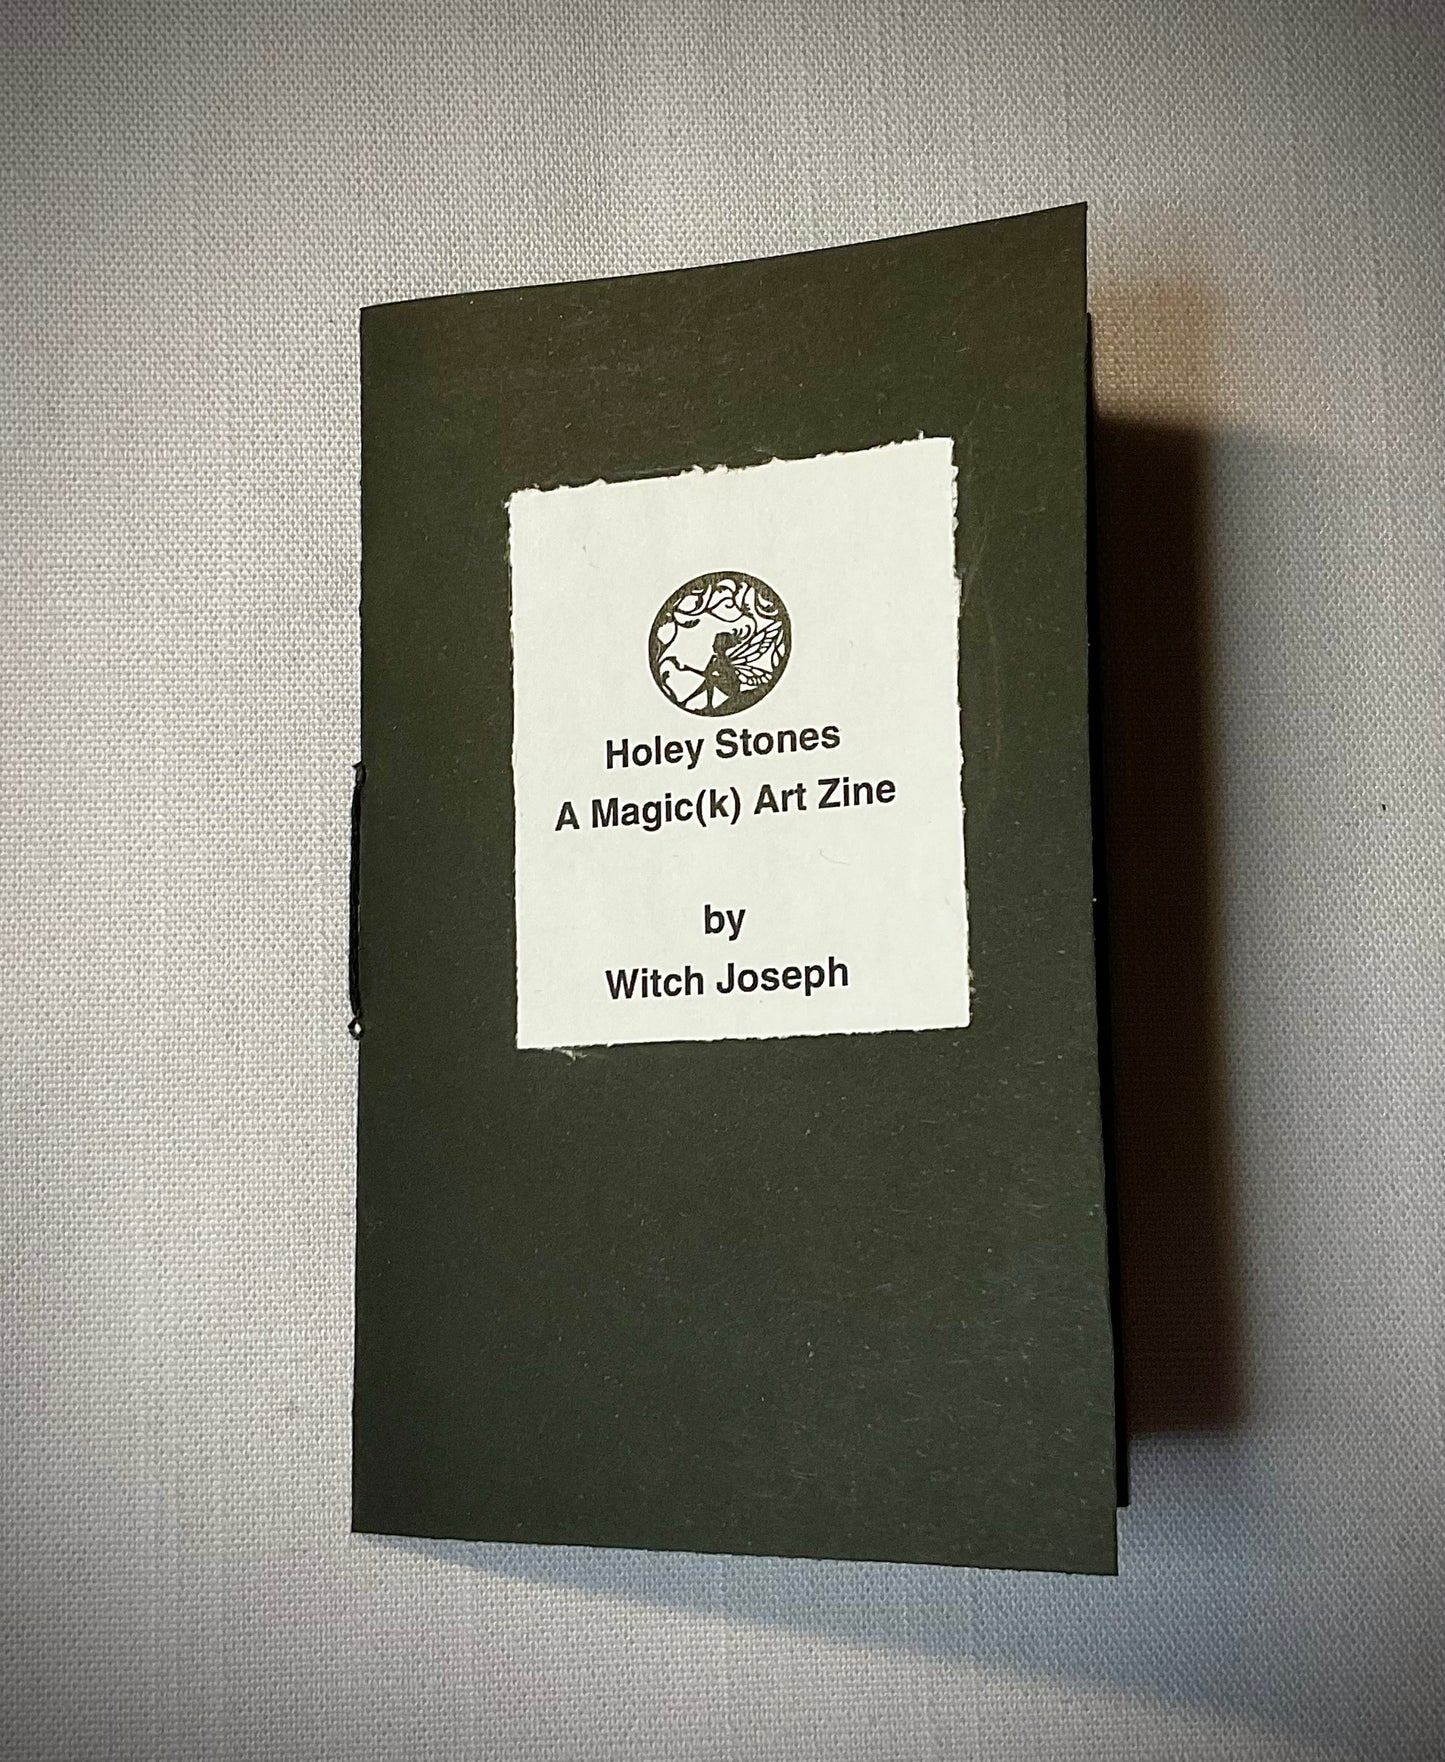 Holey Stones
A Magic(k) Art Zine
by
Witch Joseph